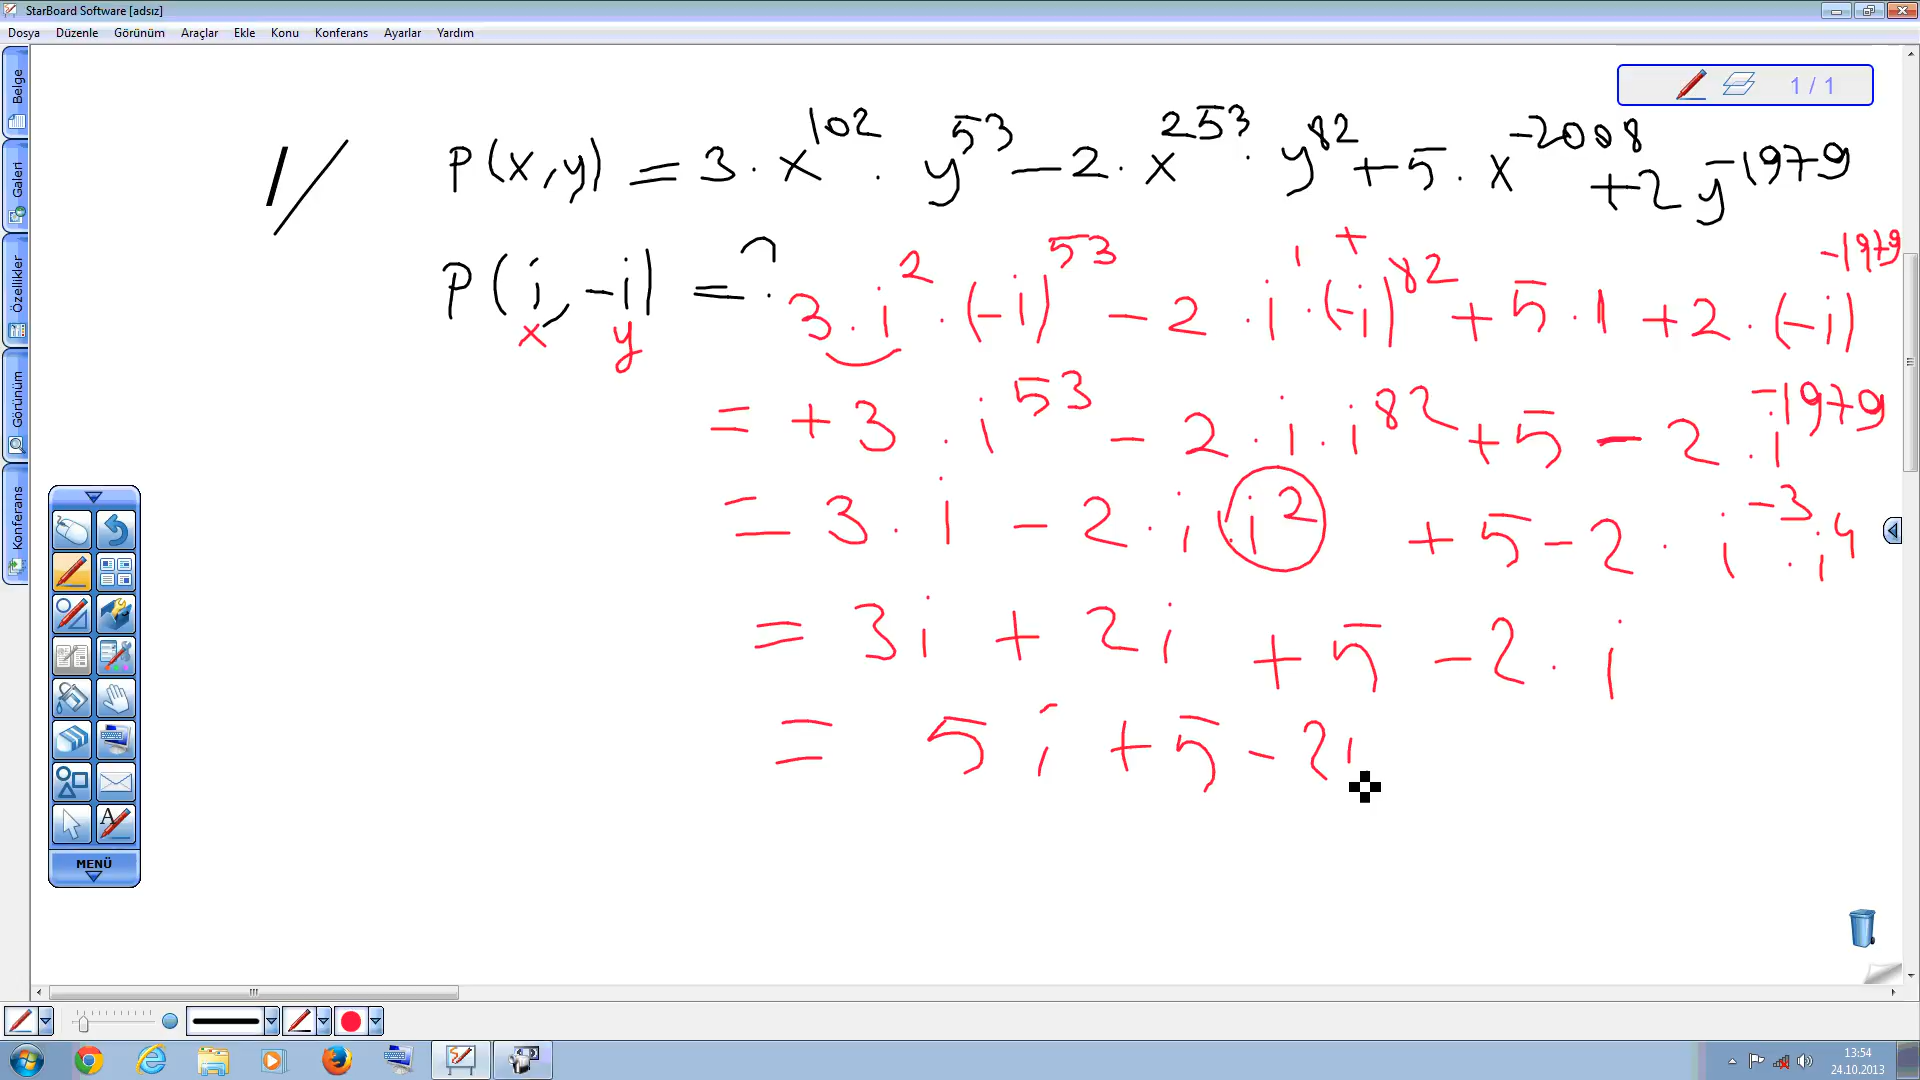 StarBoard Software [adsız]
Dosya Düzenle Görünüm Araçlar Ekle Konu Konferans Ayarlar Yardım
Belge
Galeri
Özellikler
Görünüm
Konferans
1 / 1
1/ P(x,y) = 3 · x^102 · y^53 − 2 · x^253 · y^82 + 5 · x^-2008 + 2 y^-1979
P(i, −i) = ? 3 · i^2 · (−i)^53 − 2 · i · (−i)^82 + 5 · 1 + 2 · (−i)^-1979
x y
= +3 · i^53 − 2 · i · i^82 + 5 − 2 · i^-1979
= 3 · i − 2 · i · i^2 + 5 − 2 · i^-3 · i^4
= 3i + 2i + 5 − 2 · i
= 5i + 5 − 2i
MENÜ
13:54
24.10.2013